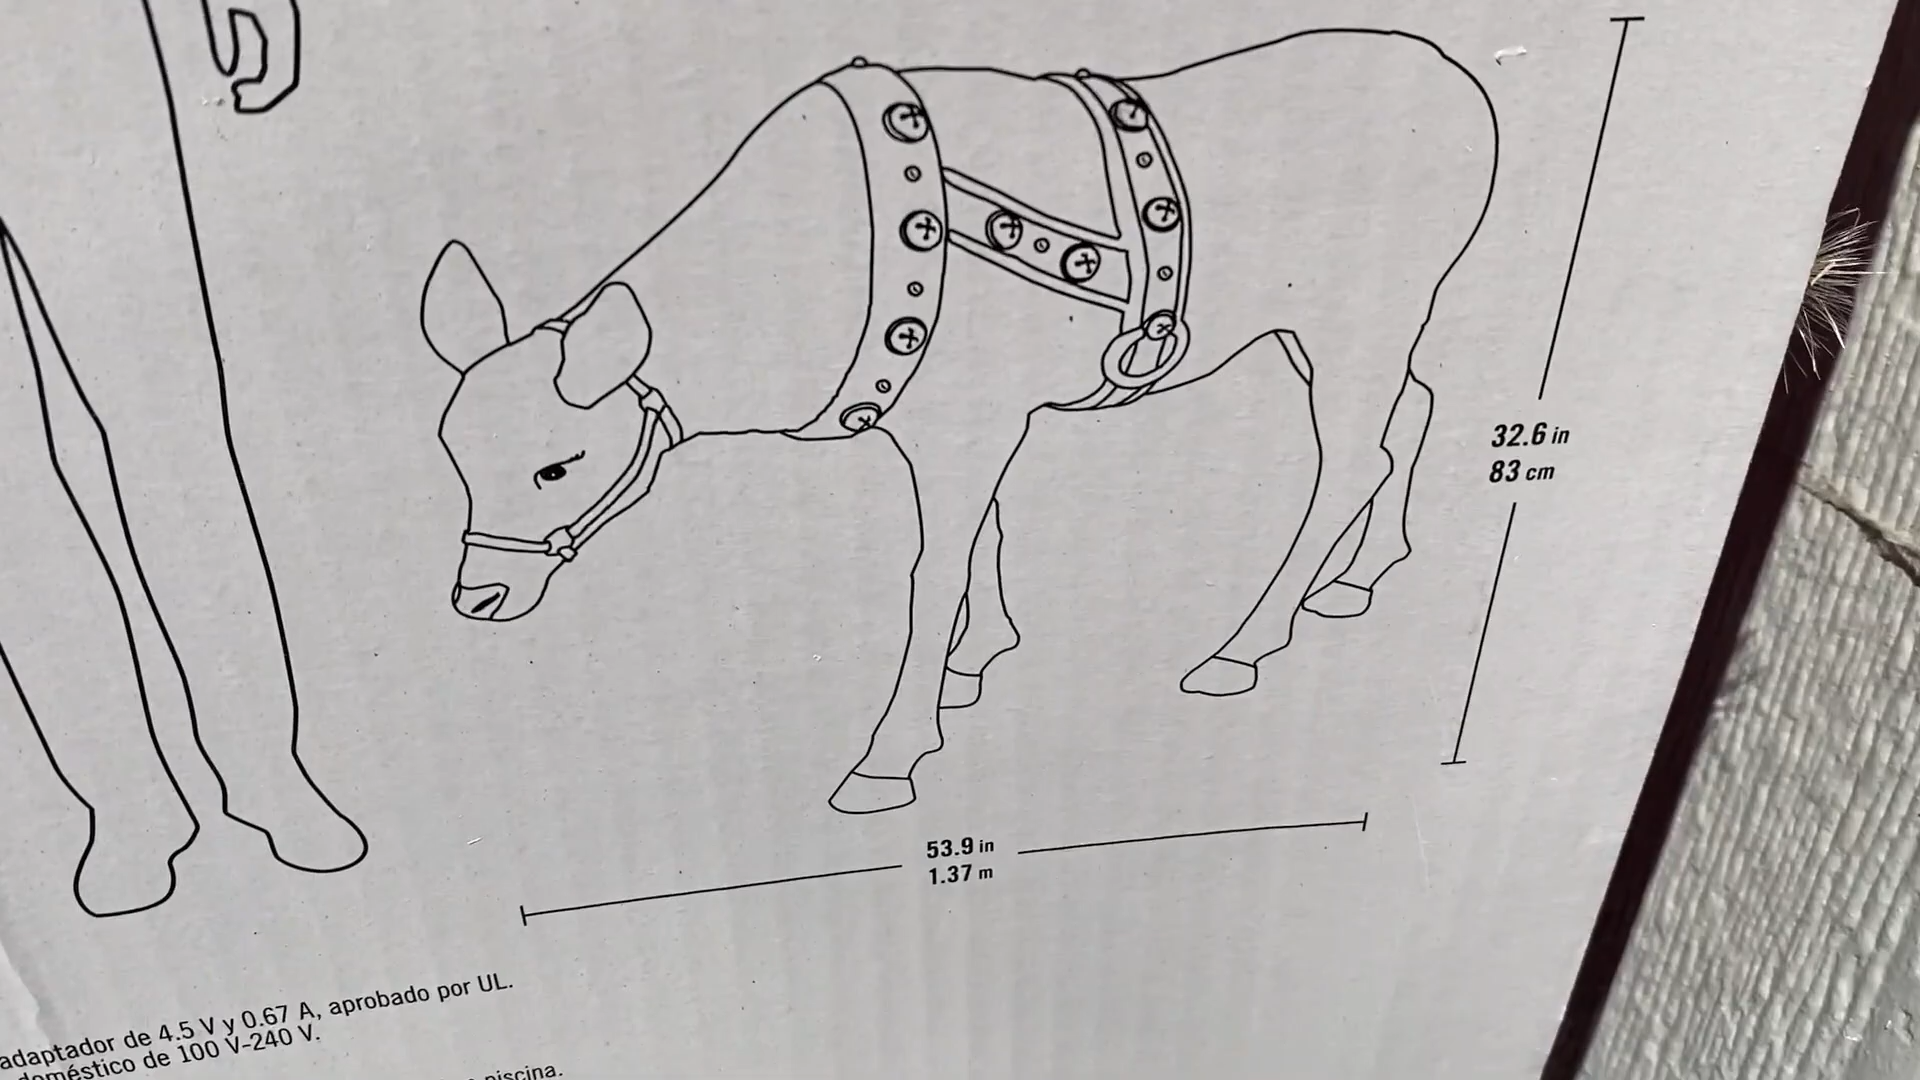 32.6 in
83 cm
53.9 in
1.37 m
adaptador de 4.5 V y 0.67 A, aprobado por UL.
doméstico de 100 V-240 V.
piscina.